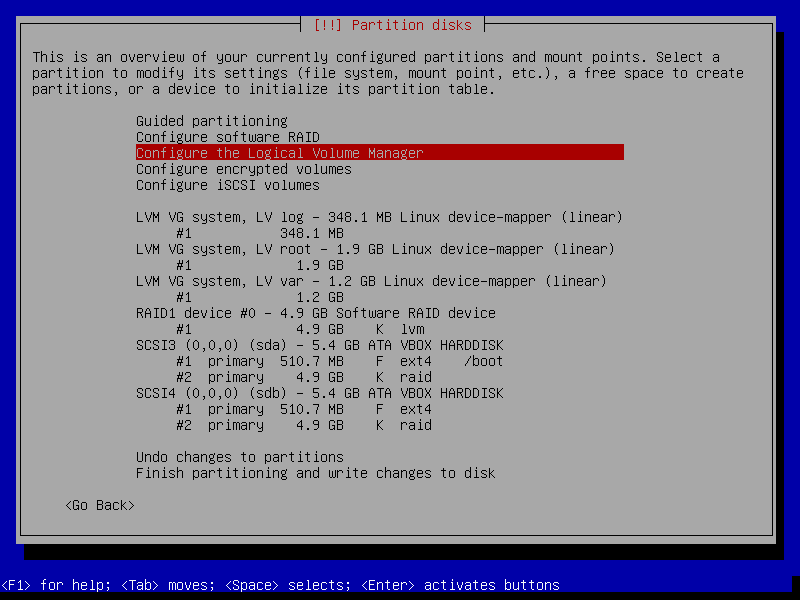 [!!] Partition disks
This is an overview of your currently configured partitions and mount points. Select a
partition to modify its settings (file system, mount point, etc.), a free space to create
partitions, or a device to initialize its partition table.
Guided partitioning
Configure software RAID
Configure the Logical Volume Manager
Configure encrypted volumes
Configure iSCSI volumes
LVM VG system, LV log - 348.1 MB Linux device-mapper (linear)
#1 348.1 MB
LVM VG system, LV root - 1.9 GB Linux device-mapper (linear)
#1 1.9 GB
LVM VG system, LV var - 1.2 GB Linux device-mapper (linear)
#1 1.2 GB
RAID1 device #0 - 4.9 GB Software RAID device
#1 4.9 GB K lvm
SCSI3 (0,0,0) (sda) - 5.4 GB ATA VBOX HARDDISK
#1 primary 510.7 MB F ext4 /boot
#2 primary 4.9 GB K raid
SCSI4 (0,0,0) (sdb) - 5.4 GB ATA VBOX HARDDISK
#1 primary 510.7 MB F ext4
#2 primary 4.9 GB K raid
Undo changes to partitions
Finish partitioning and write changes to disk
<Go Back>
<F1> for help; <Tab> moves; <Space> selects; <Enter> activates buttons